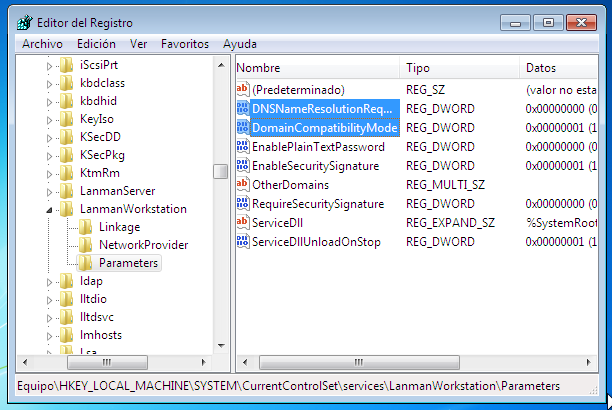 Editor del Registro
Archivo Edición Ver Favoritos Ayuda
iScsiPrt
kbdclass
kbdhid
KeyIso
KSecDD
KSecPkg
KtmRm
LanmanServer
LanmanWorkstation
Linkage
NetworkProvider
Parameters
ldap
lltdio
lltdsvc
lmhosts
Lsa
Nombre Tipo Datos
(Predeterminado) REG_SZ (valor no esta
DNSNameResolutionReq... REG_DWORD 0x00000000 (0
DomainCompatibilityMode REG_DWORD 0x00000001 (1
EnablePlainTextPassword REG_DWORD 0x00000000 (0
EnableSecuritySignature REG_DWORD 0x00000001 (1
OtherDomains REG_MULTI_SZ
RequireSecuritySignature REG_DWORD 0x00000000 (0
ServiceDll REG_EXPAND_SZ %SystemRoot
ServiceDllUnloadOnStop REG_DWORD 0x00000001 (1
Equipo\HKEY_LOCAL_MACHINE\SYSTEM\CurrentControlSet\services\LanmanWorkstation\Parameters